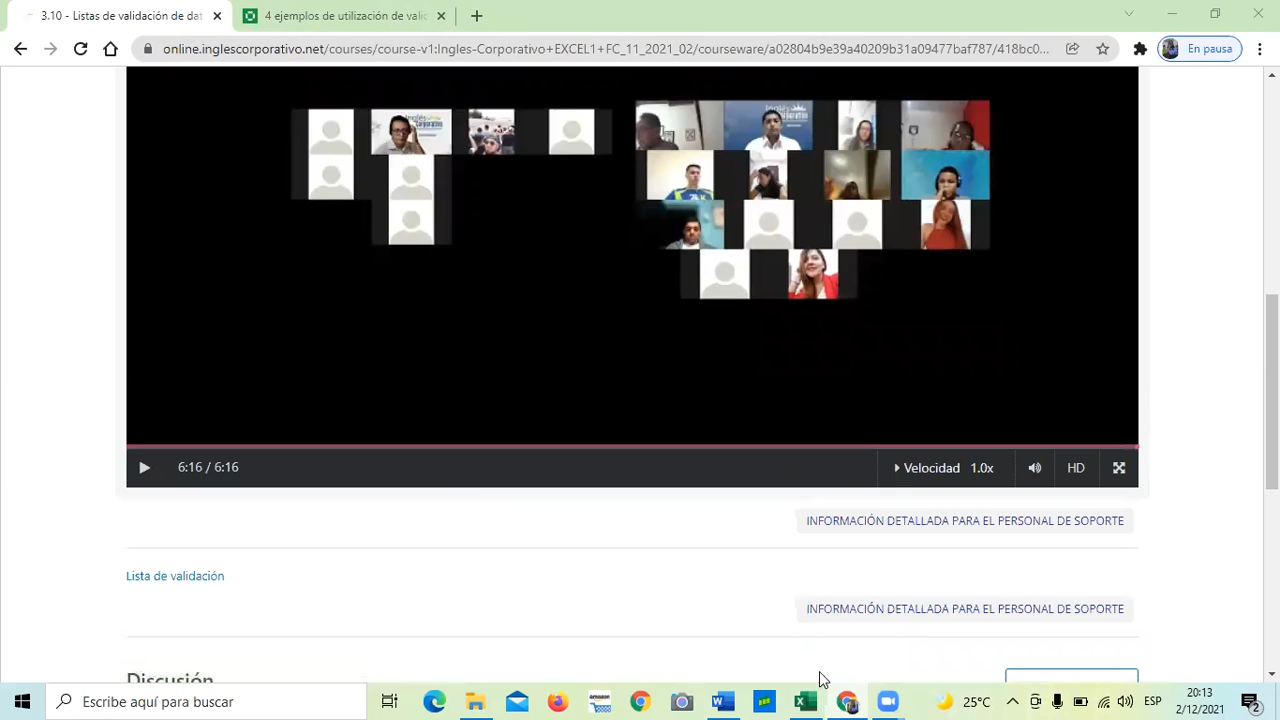 3.10 - Listas de validación de dat
4 ejemplos de utilización de vali
online.inglescorporativo.net/courses/course-v1:Ingles-Corporativo+EXCEL1+FC_11_2021_02/courseware/a02804b9e39a40209b31a09477baf787/418bc0...
En pausa
6:16 / 6:16
Velocidad 1.0x
HD
INFORMACIÓN DETALLADA PARA EL PERSONAL DE SOPORTE
Lista de validación
INFORMACIÓN DETALLADA PARA EL PERSONAL DE SOPORTE
Discusión
Escribe aquí para buscar
amazon
25°C
ESP
20:13
2/12/2021
2